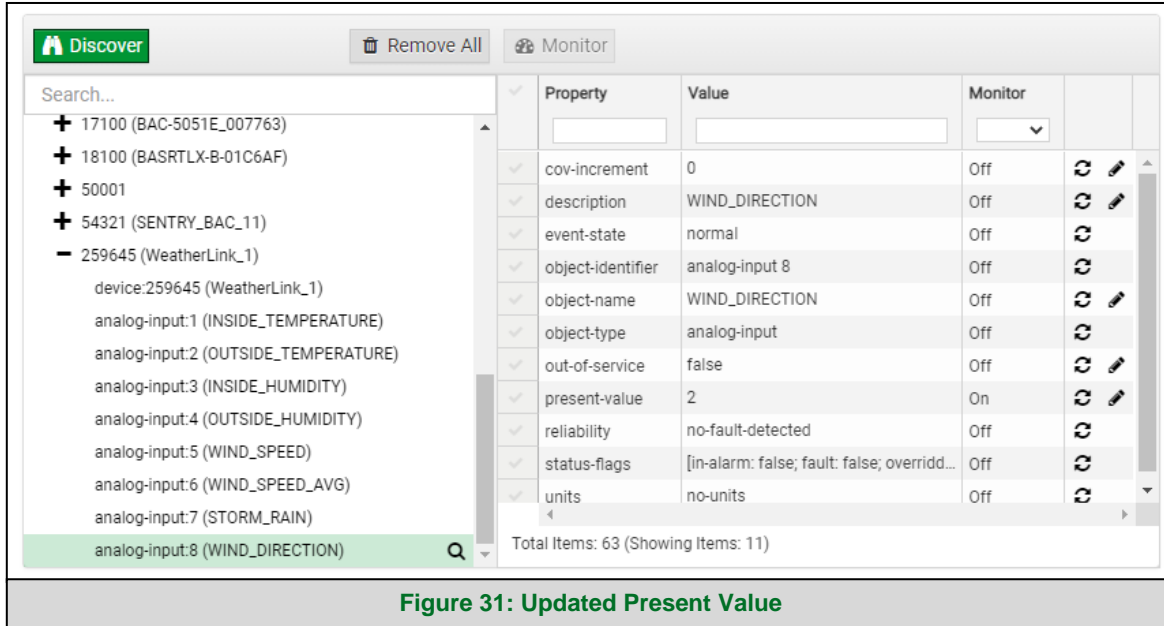 Discover
Remove All
Monitor
Search...
17100 (BAC-5051E_007763)
18100 (BASRTLX-B-01C6AF)
50001
54321 (SENTRY_BAC_11)
259645 (WeatherLink_1)
device:259645 (WeatherLink_1)
analog-input:1 (INSIDE_TEMPERATURE)
analog-input:2 (OUTSIDE_TEMPERATURE)
analog-input:3 (INSIDE_HUMIDITY)
analog-input:4 (OUTSIDE_HUMIDITY)
analog-input:5 (WIND_SPEED)
analog-input:6 (WIND_SPEED_AVG)
analog-input:7 (STORM_RAIN)
analog-input:8 (WIND_DIRECTION)
Property Value Monitor
cov-increment 0 Off
description WIND_DIRECTION Off
event-state normal Off
object-identifier analog-input 8 Off
object-name WIND_DIRECTION Off
object-type analog-input Off
out-of-service false Off
present-value 2 On
reliability no-fault-detected Off
status-flags [in-alarm: false; fault: false; overridd... Off
units no-units Off
Total Items: 63 (Showing Items: 11)
Figure 31: Updated Present Value